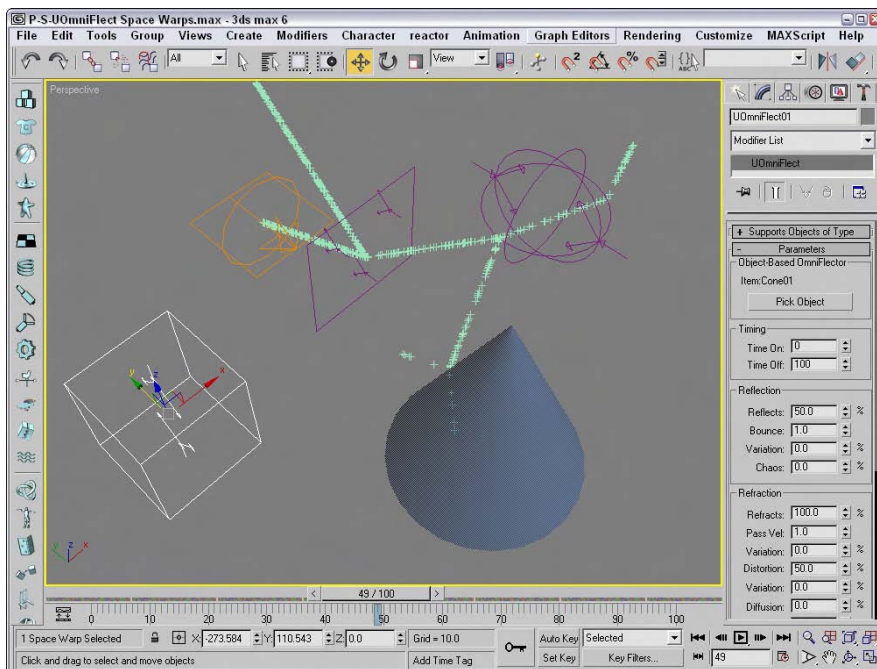 P-S-UOmniFlect Space Warps.max - 3ds max 6
File Edit Tools Group Views Create Modifiers Character reactor Animation Graph Editors Rendering Customize MAXScript Help
All View
Perspective
UOmniFlect01
Modifier List
UOmniFlect
+ Supports Objects of Type
- Parameters
Object-Based OmniFlector
Item:Cone01
Pick Object
Timing
Time On: 0
Time Off: 100
Reflection
Reflects: 50.0 %
Bounce: 1.0
Variation: 0.0 %
Chaos: 0.0 %
Refraction
Refracts: 100.0 %
Pass Vel: 1.0
Variation: 0.0 %
Distortion: 50.0 %
Variation: 0.0 %
Diffusion: 0.0 %
y z x
y z x
< 49 / 100 >
0 10 20 30 40 50 60 70 80 90 100
1 Space Warp Selected X: -273.584 Y: 110.543 Z: 0.0 Grid = 10.0 Auto Key Selected
Click and drag to select and move objects Add Time Tag Set Key Key Filters... 49